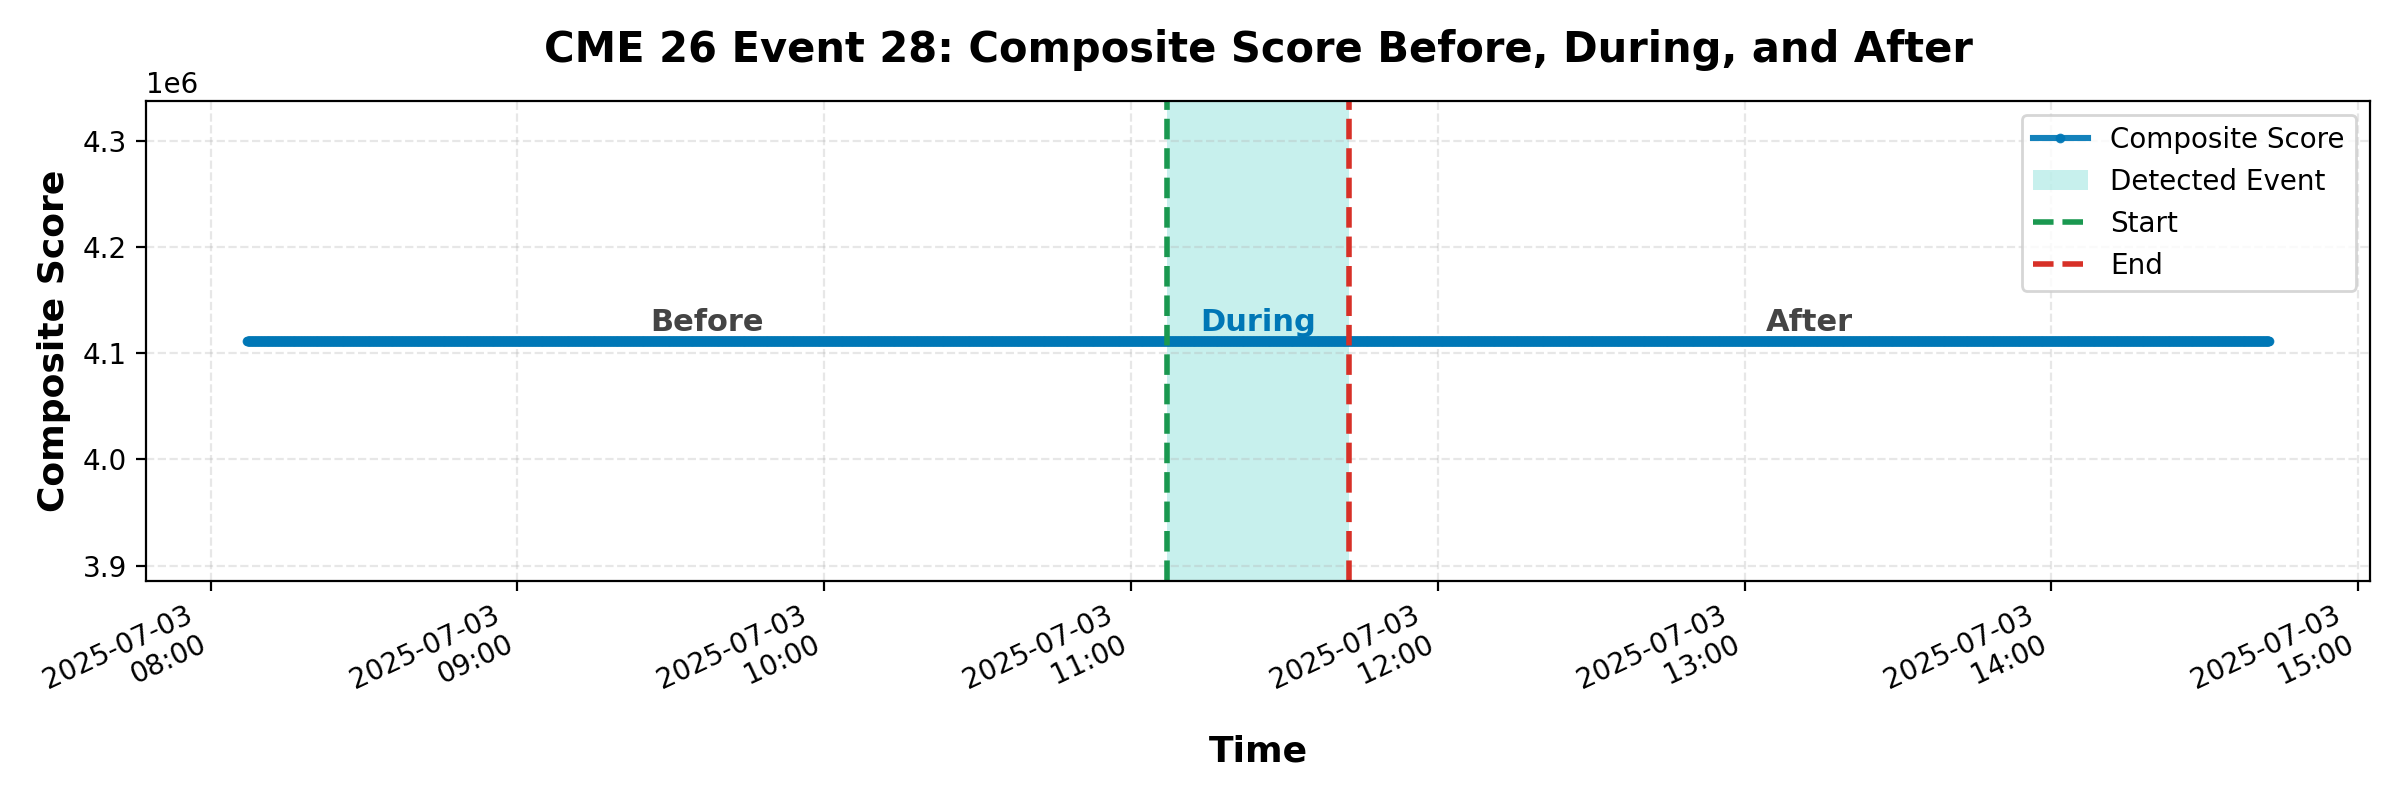 CME 26 Event 28: Composite Score Before, During, and After
1e6
4.3
4.2
4.1
4.0
3.9
Composite Score
Before
During
After
Composite Score
Detected Event
Start
End
2025-07-03
08:00
2025-07-03
09:00
2025-07-03
10:00
2025-07-03
11:00
2025-07-03
12:00
2025-07-03
13:00
2025-07-03
14:00
2025-07-03
15:00
Time